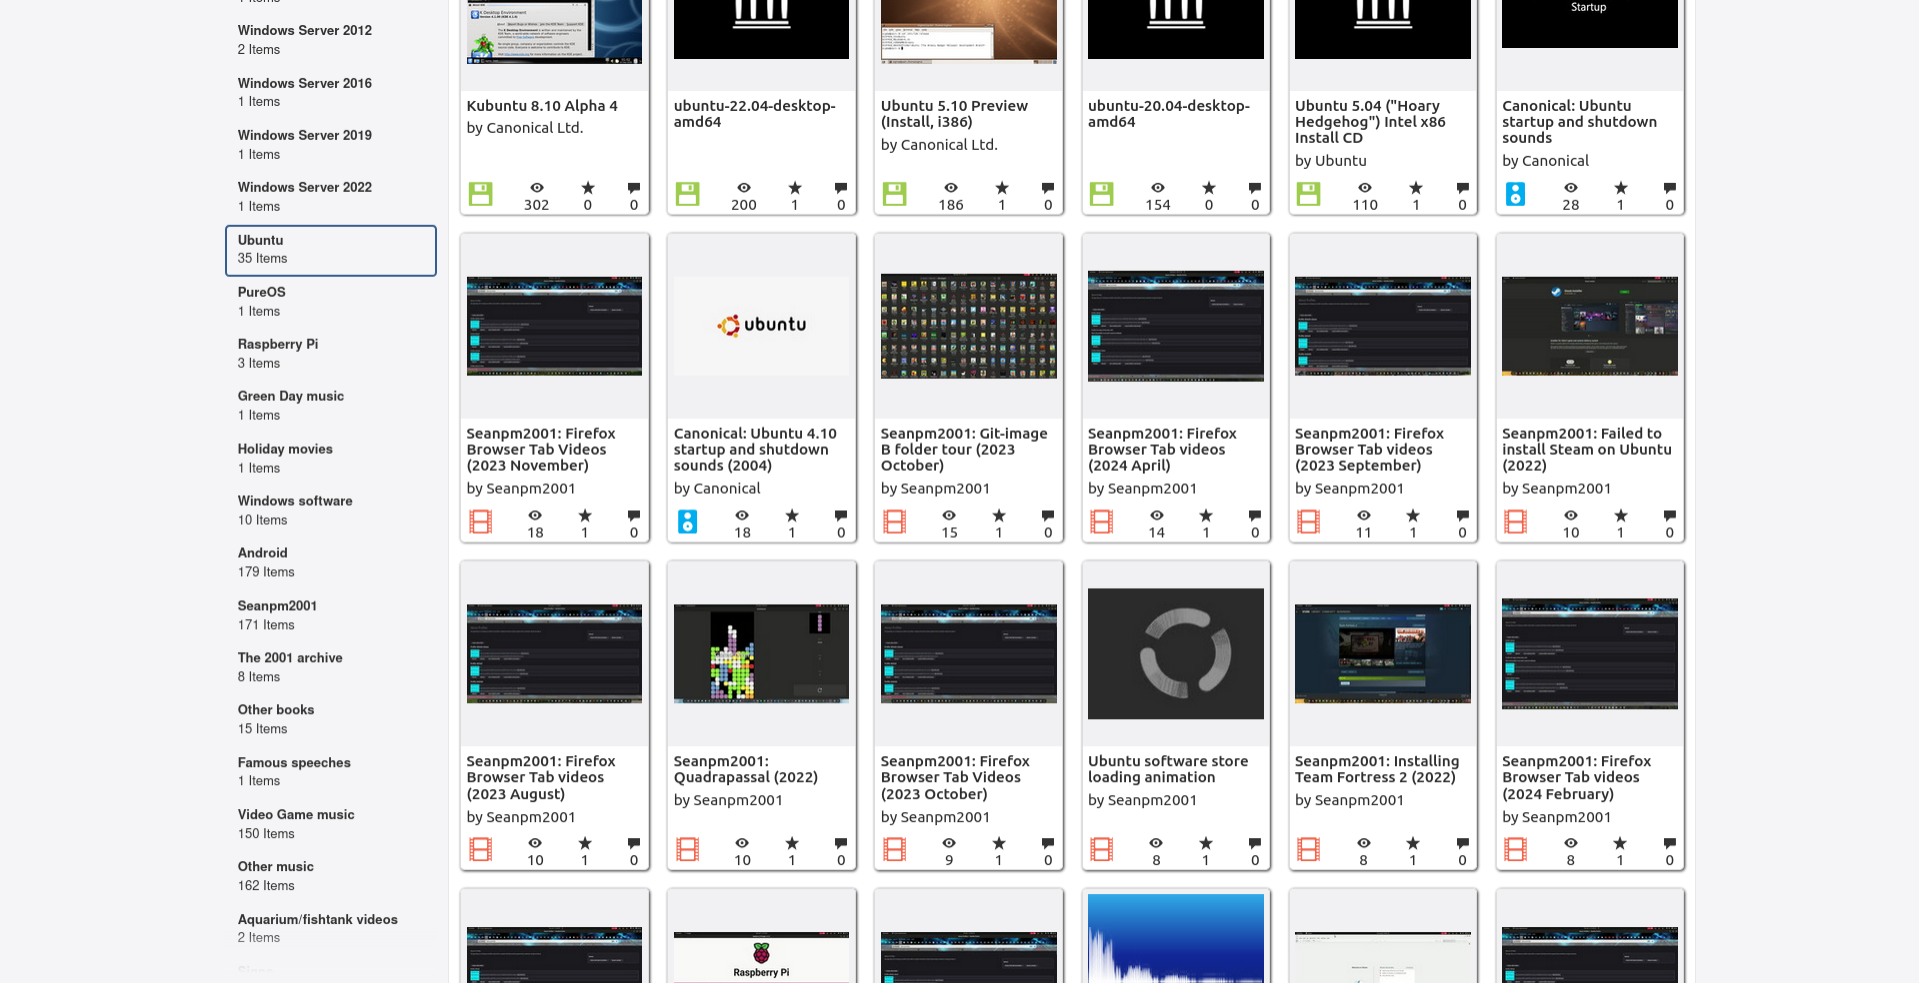 Windows Server 2012
2 Items
Windows Server 2016
1 Items
Windows Server 2019
1 Items
Windows Server 2022
1 Items
Ubuntu
35 Items
PureOS
1 Items
Raspberry Pi
3 Items
Green Day music
1 Items
Holiday movies
1 Items
Windows software
10 Items
Android
179 Items
Seanpm2001
171 Items
The 2001 archive
8 Items
Other books
15 Items
Famous speeches
1 Items
Video Game music
150 Items
Other music
162 Items
Aquarium/fishtank videos
2 Items
Kubuntu 8.10 Alpha 4
by Canonical Ltd.
302
0
0
ubuntu-22.04-desktop-
amd64
200
1
0
Ubuntu 5.10 Preview
(Install, i386)
by Canonical Ltd.
186
1
0
ubuntu-20.04-desktop-
amd64
154
0
0
Ubuntu 5.04 ("Hoary
Hedgehog") Intel x86
Install CD
by Ubuntu
110
1
0
Startup
Canonical: Ubuntu
startup and shutdown
sounds
by Canonical
28
1
0
Seanpm2001: Firefox
Browser Tab Videos
(2023 November)
by Seanpm2001
18
1
0
ubuntu
Canonical: Ubuntu 4.10
startup and shutdown
sounds (2004)
by Canonical
18
1
0
Seanpm2001: Git-image
B folder tour (2023
October)
by Seanpm2001
15
1
0
Seanpm2001: Firefox
Browser Tab videos
(2024 April)
by Seanpm2001
14
1
0
Seanpm2001: Firefox
Browser Tab videos
(2023 September)
by Seanpm2001
11
1
0
Seanpm2001: Failed to
install Steam on Ubuntu
(2022)
by Seanpm2001
10
1
0
Seanpm2001: Firefox
Browser Tab videos
(2023 August)
by Seanpm2001
10
1
0
Seanpm2001:
Quadrapassal (2022)
by Seanpm2001
10
1
0
Seanpm2001: Firefox
Browser Tab Videos
(2023 October)
by Seanpm2001
9
1
0
Ubuntu software store
loading animation
by Seanpm2001
8
1
0
Seanpm2001: Installing
Team Fortress 2 (2022)
by Seanpm2001
8
1
0
Seanpm2001: Firefox
Browser Tab videos
(2024 February)
by Seanpm2001
8
1
0
Raspberry Pi